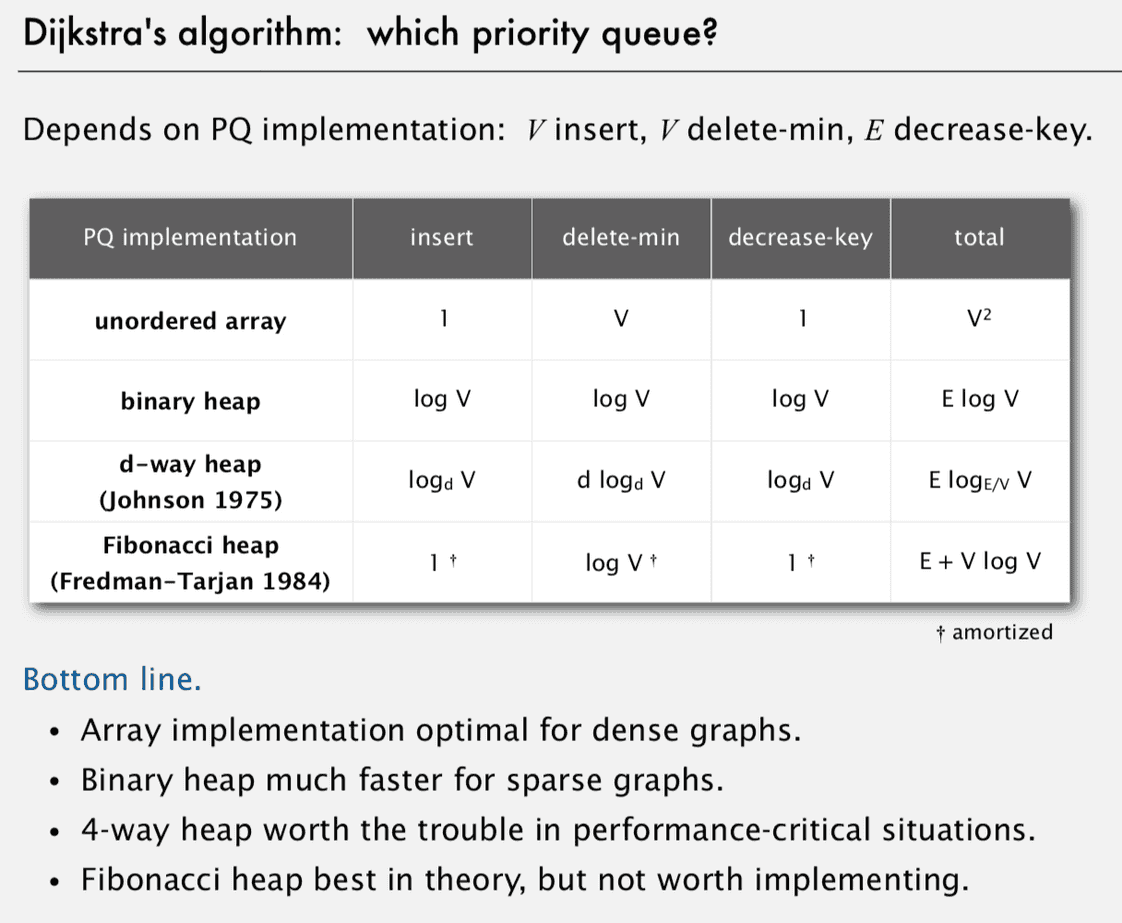 Dijkstra's algorithm: which priority queue?
Depends on PQ implementation: V insert, V delete-min, E decrease-key.
PQ implementation insert delete-min decrease-key total
unordered array 1 V 1 V²
binary heap log V log V log V E log V
d-way heap
(Johnson 1975) log_d V d log_d V log_d V E log_E/V V
Fibonacci heap
(Fredman-Tarjan 1984) 1 † log V † 1 † E + V log V
† amortized
Bottom line.
• Array implementation optimal for dense graphs.
• Binary heap much faster for sparse graphs.
• 4-way heap worth the trouble in performance-critical situations.
• Fibonacci heap best in theory, but not worth implementing.